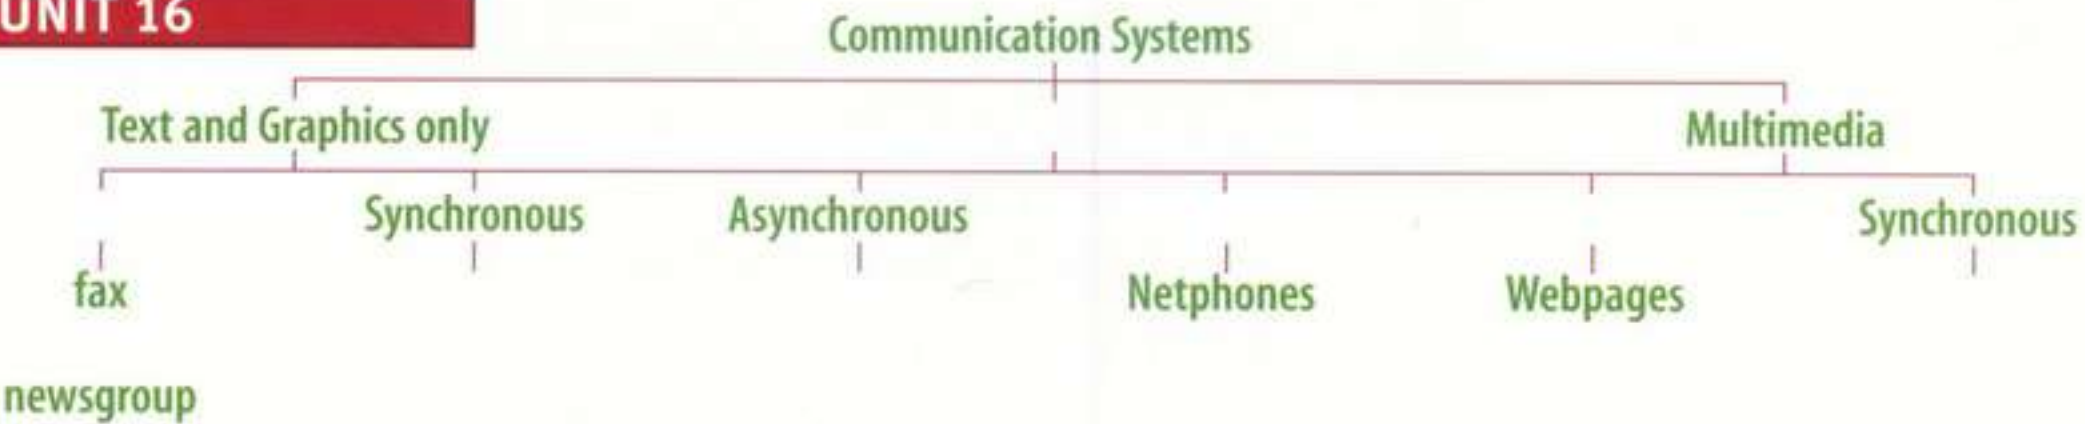 UNIT 16
Communication Systems
Text and Graphics only
Multimedia
Synchronous
Asynchronous
Synchronous
fax
Netphones
Webpages
newsgroup